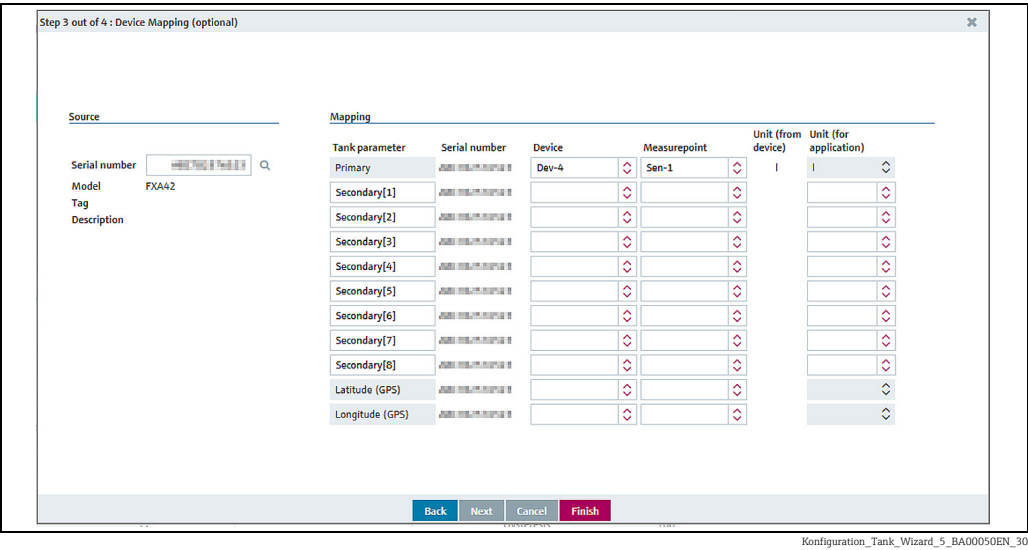 Step 3 out of 4 : Device Mapping (optional)
Source
Serial number
Model FXA42
Tag
Description
Mapping
Tank parameter Serial number Device Measurepoint Unit (from device) Unit (for application)
Primary Dev-4 Sen-1 l l
Secondary[1]
Secondary[2]
Secondary[3]
Secondary[4]
Secondary[5]
Secondary[6]
Secondary[7]
Secondary[8]
Latitude (GPS)
Longitude (GPS)
Back Next Cancel Finish
Konfiguration_Tank_Wizard_5_BA00050EN_30